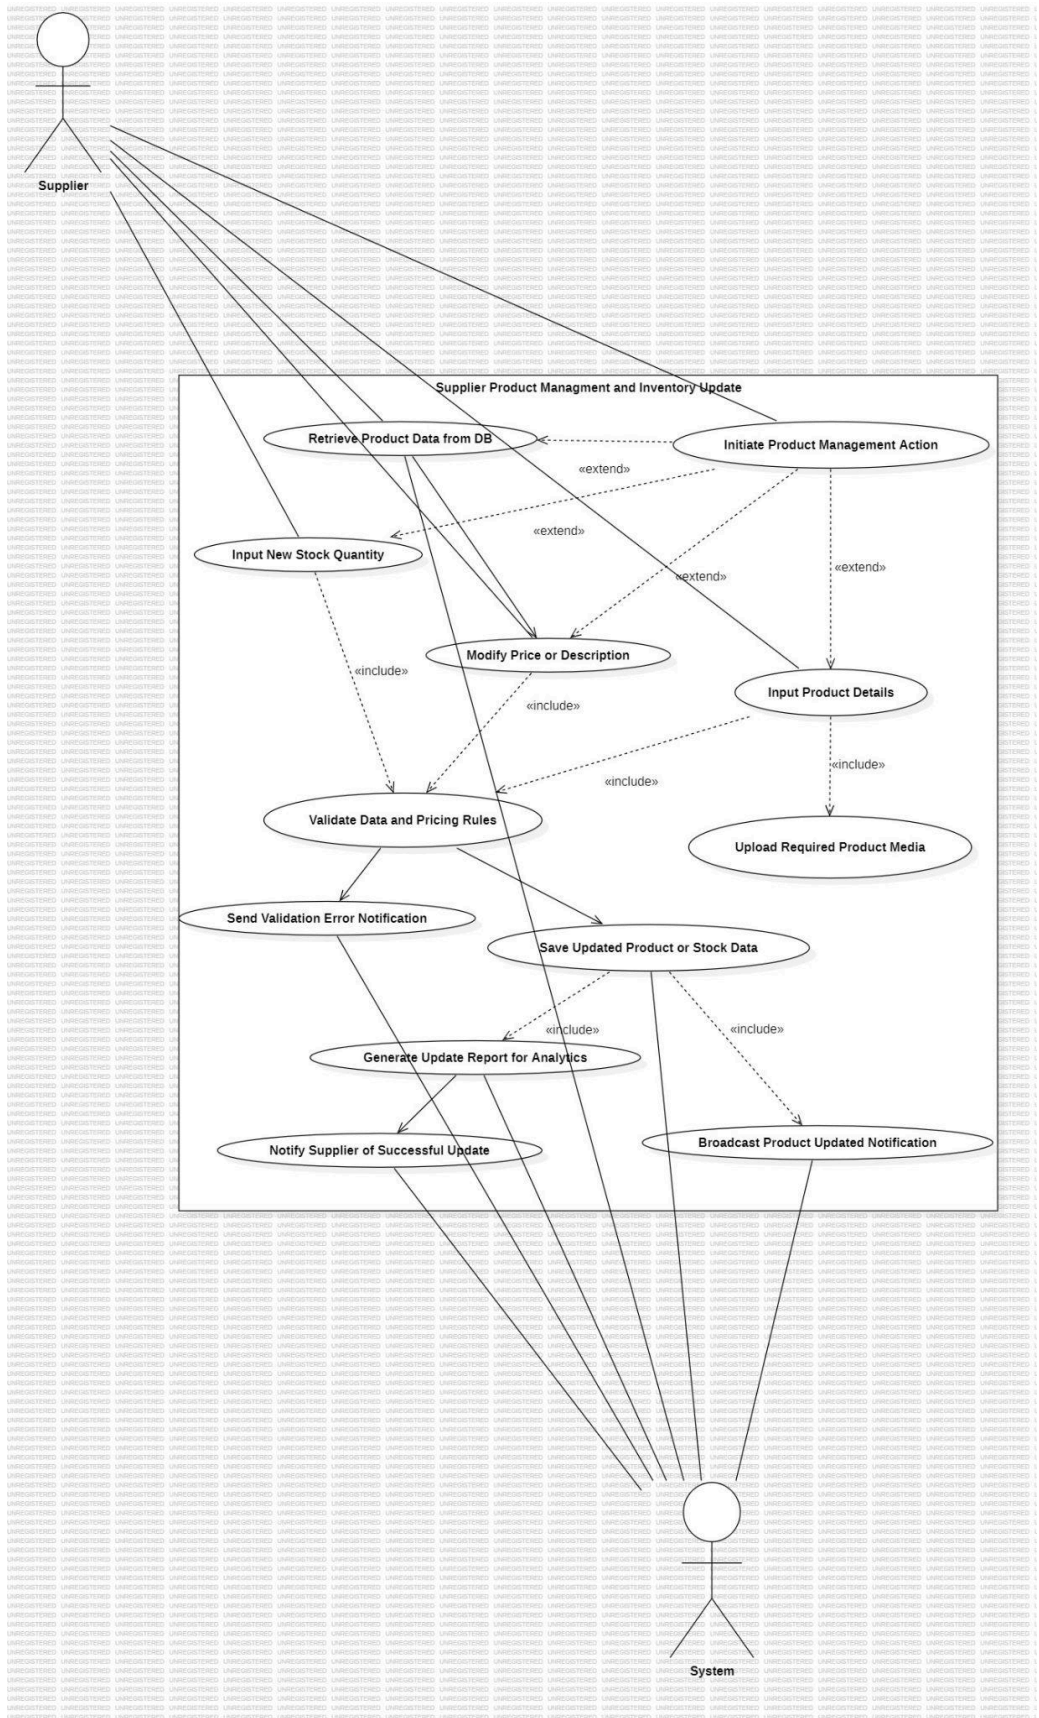 Supplier
Supplier Product Managment and Inventory Update
Retrieve Product Data from DB
Initiate Product Management Action
«extend»
«extend»
Input New Stock Quantity
«extend»
«extend»
Modify Price or Description
«include»
Input Product Details
«include»
«include»
«include»
Validate Data and Pricing Rules
Upload Required Product Media
Send Validation Error Notification
Save Updated Product or Stock Data
«include»
«include»
Generate Update Report for Analytics
Notify Supplier of Successful Update
Broadcast Product Updated Notification
System
UNREGISTERED